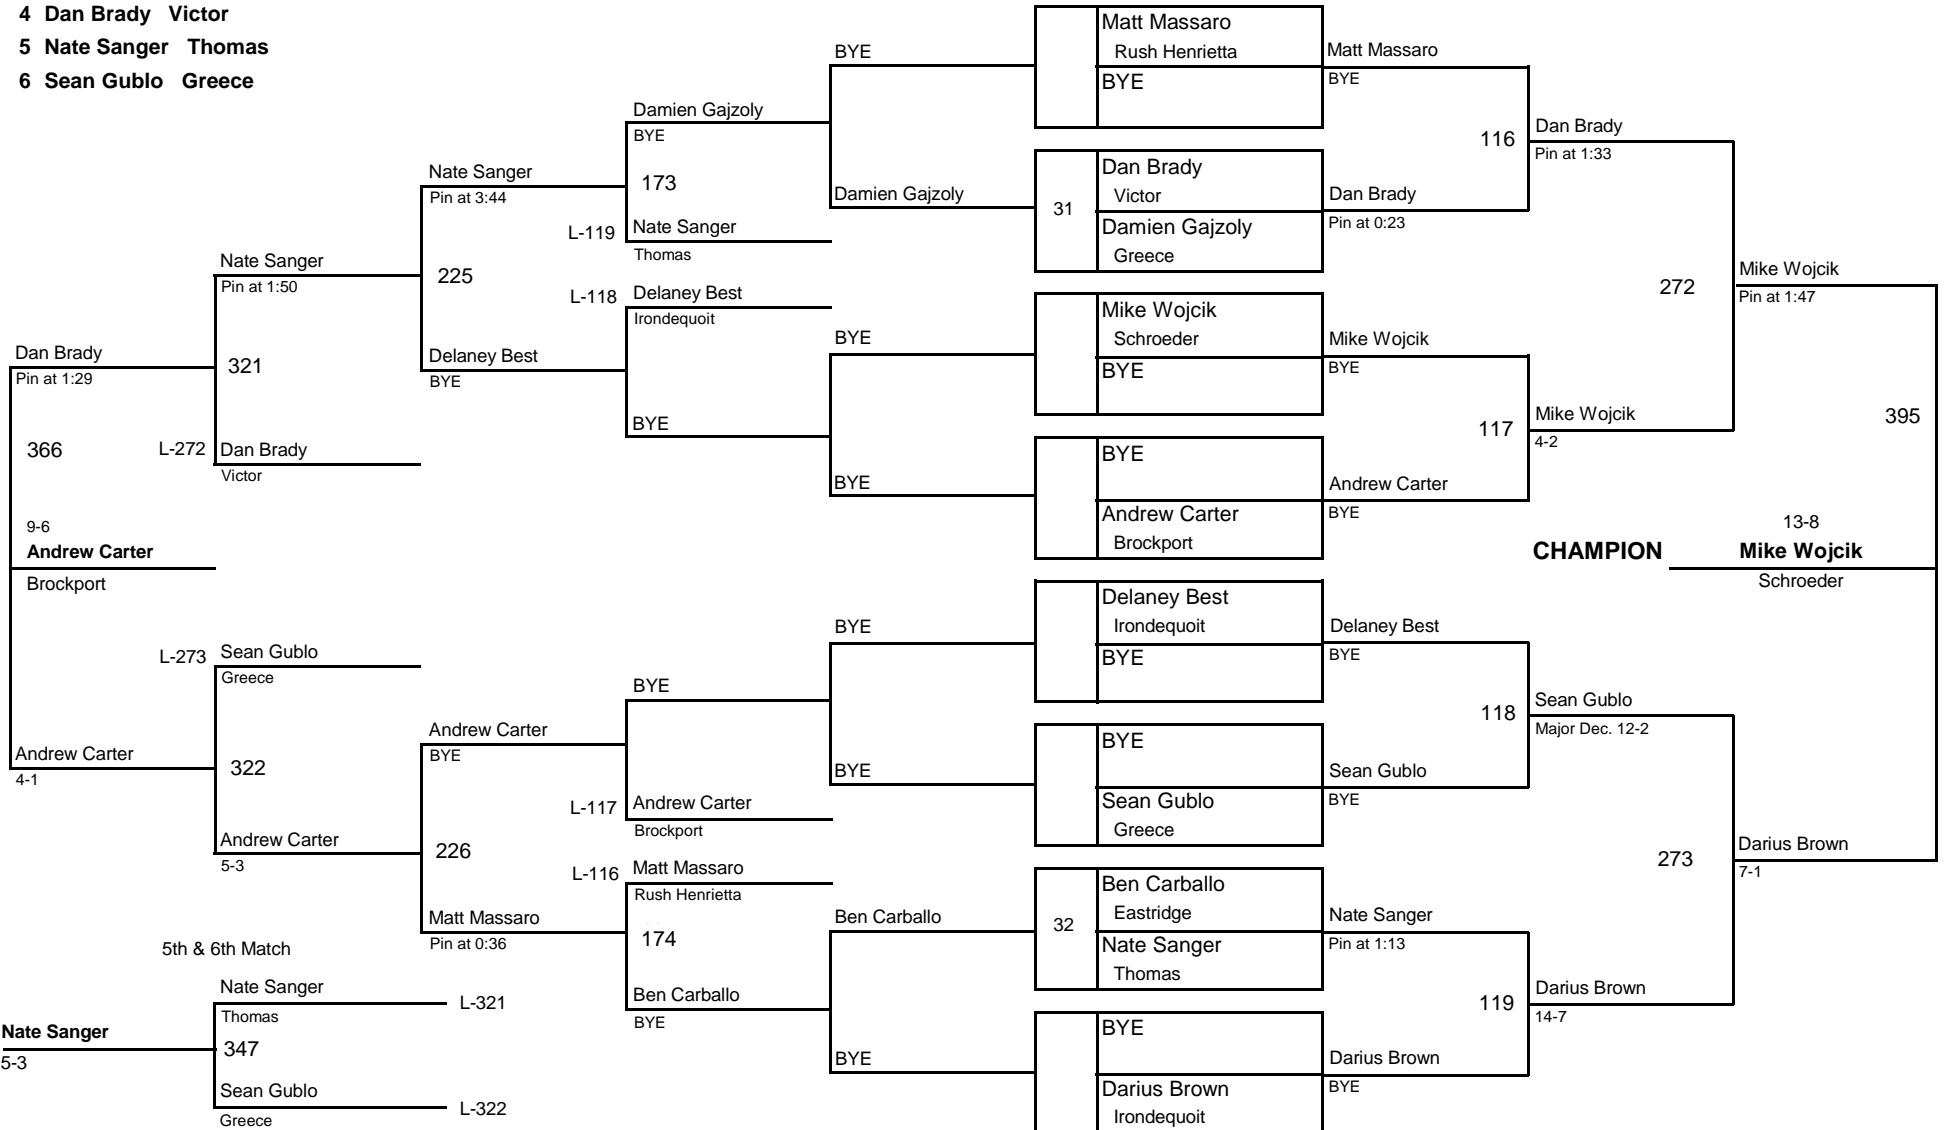 4 Dan Brady Victor
5 Nate Sanger Thomas
6 Sean Gublo Greece
Dan Brady
Pin at 1:29
366
9-6
Andrew Carter
Brockport
Andrew Carter
4-1
5th & 6th Match
Nate Sanger
5-3
Nate Sanger
Pin at 1:50
321
L-272 Dan Brady
Victor
L-273 Sean Gublo
Greece
322
Andrew Carter
5-3
Nate Sanger
L-321
Thomas
347
Sean Gublo
L-322
Greece
Nate Sanger
Pin at 3:44
225
Delaney Best
BYE
Andrew Carter
BYE
226
Matt Massaro
Pin at 0:36
Damien Gajzoly
BYE
173
L-119 Nate Sanger
Thomas
L-118 Delaney Best
Irondequoit
BYE
BYE
L-117 Andrew Carter
Brockport
L-116 Matt Massaro
Rush Henrietta
174
Ben Carballo
BYE
BYE
Damien Gajzoly
BYE
BYE
BYE
BYE
Ben Carballo
BYE
Matt Massaro
Rush Henrietta
BYE
31
Dan Brady
Victor
Damien Gajzoly
Greece
Mike Wojcik
Schroeder
BYE
BYE
Andrew Carter
Brockport
Delaney Best
Irondequoit
BYE
BYE
Sean Gublo
Greece
32
Ben Carballo
Eastridge
Nate Sanger
Thomas
BYE
Darius Brown
Irondequoit
Matt Massaro
BYE
116
Dan Brady
Pin at 0:23
Mike Wojcik
BYE
117
Andrew Carter
BYE
Delaney Best
BYE
118
Sean Gublo
BYE
Nate Sanger
Pin at 1:13
119
Darius Brown
BYE
Dan Brady
Pin at 1:33
272
Mike Wojcik
4-2
Sean Gublo
Major Dec. 12-2
273
Darius Brown
14-7
Mike Wojcik
Pin at 1:47
395
13-8
CHAMPION Mike Wojcik
Schroeder
Darius Brown
7-1